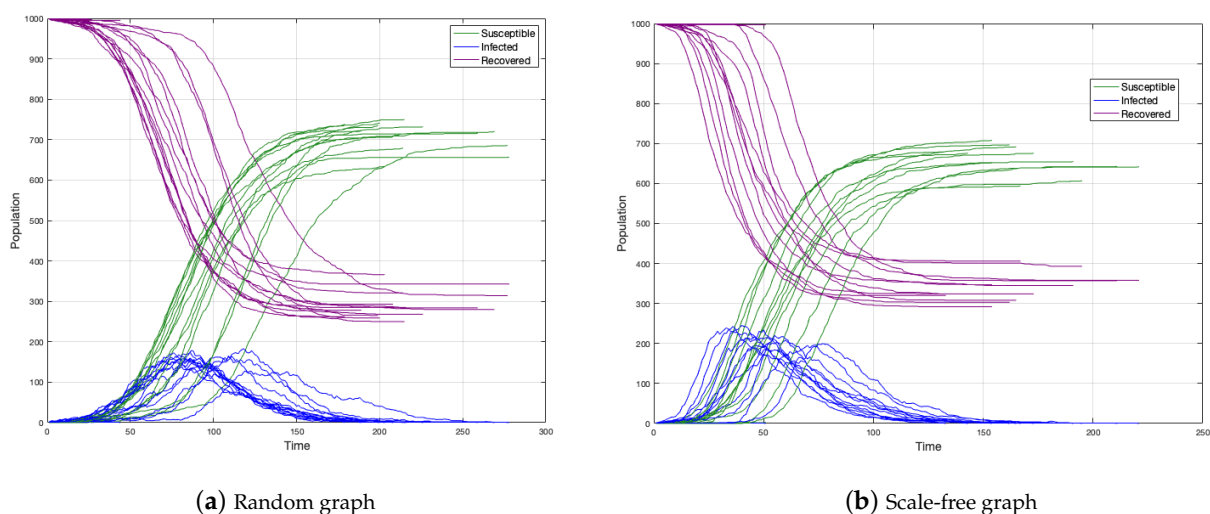 1000
900
800
700
600
500
400
300
200
100
0
Population
0 50 100 150 200 250 300
Time
Susceptible
Infected
Recovered
(a) Random graph
1000
900
800
700
600
500
400
300
200
100
0
Population
0 50 100 150 200 250
Time
Susceptible
Infected
Recovered
(b) Scale-free graph